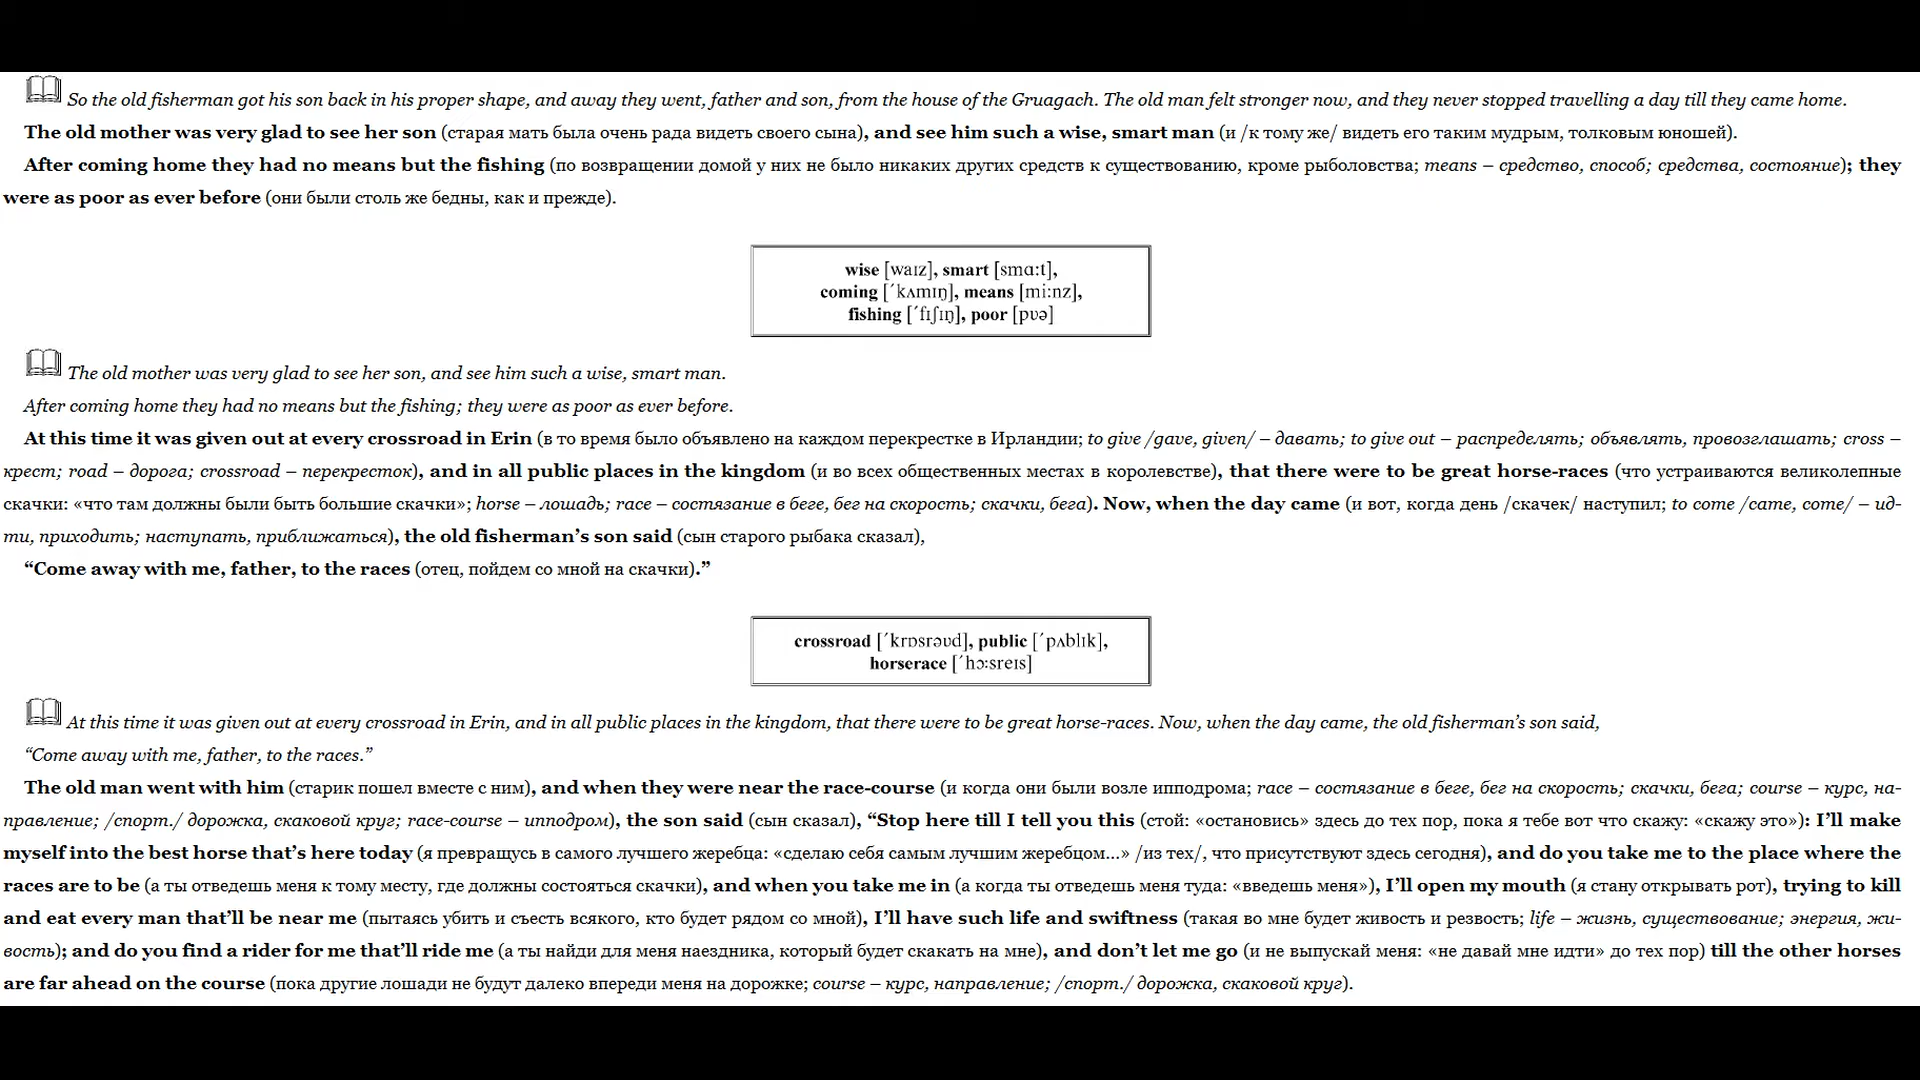 So the old fisherman got his son back in his proper shape, and away they went, father and son, from the house of the Gruagach. The old man felt stronger now, and they never stopped travelling a day till they came home.
The old mother was very glad to see her son (старая мать была очень рада видеть своего сына), and see him such a wise, smart man (и /к тому же/ видеть его таким мудрым, толковым юношей).
After coming home they had no means but the fishing (по возвращении домой у них не было никаких других средств к существованию, кроме рыболовства; means – средство, способ; средства, состояние); they
were as poor as ever before (они были столь же бедны, как и прежде).
wise [waɪz], smart [smɑ:t],
coming [ˊkʌmɪŋ], means [mi:nz],
fishing [ˊfɪʃɪŋ], poor [pʊə]
The old mother was very glad to see her son, and see him such a wise, smart man.
After coming home they had no means but the fishing; they were as poor as ever before.
At this time it was given out at every crossroad in Erin (в то время было объявлено на каждом перекрестке в Ирландии; to give /gave, given/ – давать; to give out – распределять; объявлять, провозглашать; cross –
крест; road – дорога; crossroad – перекресток), and in all public places in the kingdom (и во всех общественных местах в королевстве), that there were to be great horse-races (что устраиваются великолепные
скачки: «что там должны были быть большие скачки»; horse – лошадь; race – состязание в беге, бег на скорость; скачки, бега). Now, when the day came (и вот, когда день /скачек/ наступил; to come /came, come/ – ид-
ти, приходить; наступать, приближаться), the old fisherman’s son said (сын старого рыбака сказал),
“Come away with me, father, to the races (отец, пойдем со мной на скачки).”
crossroad [ˊkrɒsrəʊd], public [ˊpʌblɪk],
horserace [ˊhɔ:sreɪs]
At this time it was given out at every crossroad in Erin, and in all public places in the kingdom, that there were to be great horse-races. Now, when the day came, the old fisherman’s son said,
“Come away with me, father, to the races.”
The old man went with him (старик пошел вместе с ним), and when they were near the race-course (и когда они были возле ипподрома; race – состязание в беге, бег на скорость; скачки, бега; course – курс, на-
правление; /спорт./ дорожка, скаковой круг; race-course – ипподром), the son said (сын сказал), “Stop here till I tell you this (стой: «остановись» здесь до тех пор, пока я тебе вот что скажу: «скажу это»): I’ll make
myself into the best horse that’s here today (я превращусь в самого лучшего жеребца: «сделаю себя самым лучшим жеребцом…» /из тех/, что присутствуют здесь сегодня), and do you take me to the place where the
races are to be (а ты отведешь меня к тому месту, где должны состояться скачки), and when you take me in (а когда ты отведешь меня туда: «введешь меня»), I’ll open my mouth (я стану открывать рот), trying to kill
and eat every man that’ll be near me (пытаясь убить и съесть всякого, кто будет рядом со мной), I’ll have such life and swiftness (такая во мне будет живость и резвость; life – жизнь, существование; энергия, жи-
вость); and do you find a rider for me that’ll ride me (а ты найди для меня наездника, который будет скакать на мне), and don’t let me go (и не выпускай меня: «не давай мне идти» до тех пор) till the other horses
are far ahead on the course (пока другие лошади не будут далеко впереди меня на дорожке; course – курс, направление; /спорт./ дорожка, скаковой круг).